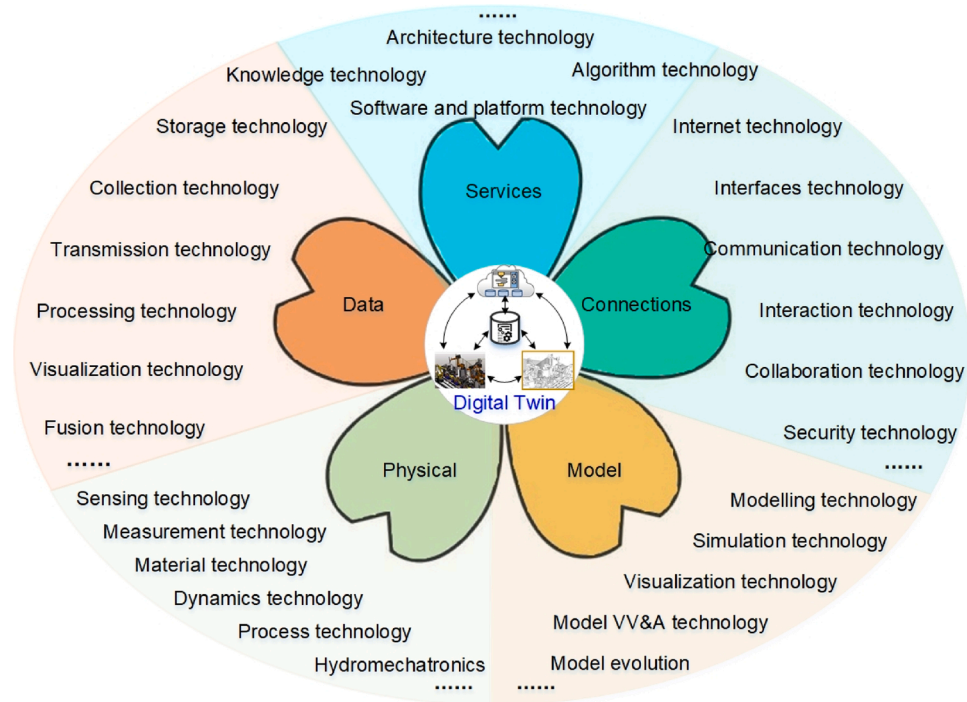 ......
Architecture technology
Knowledge technology
Algorithm technology
Software and platform technology
Services
Storage technology
Collection technology
Transmission technology
Processing technology
Visualization technology
Fusion technology
......
Data
Internet technology
Interfaces technology
Communication technology
Interaction technology
Collaboration technology
Security technology
......
Connections
Digital Twin
Physical
Sensing technology
Measurement technology
Material technology
Dynamics technology
Process technology
Hydromechatronics
......
Model
Modelling technology
Simulation technology
Visualization technology
Model VV&A technology
Model evolution
......